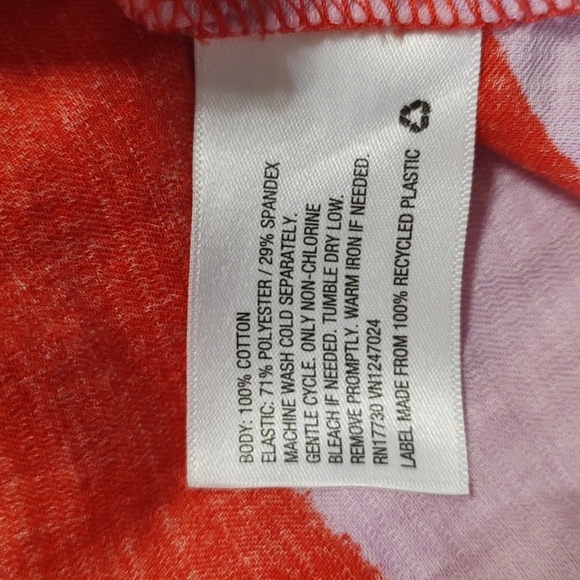 BODY: 100% COTTON
ELASTIC: 71% POLYESTER / 29% SPANDEX
MACHINE WASH COLD SEPARATELY.
GENTLE CYCLE. ONLY NON-CHLORINE
BLEACH IF NEEDED. TUMBLE DRY LOW.
REMOVE PROMPTLY. WARM IRON IF NEEDED.
RN17730 VN1247024
LABEL MADE FROM 100% RECYCLED PLASTIC